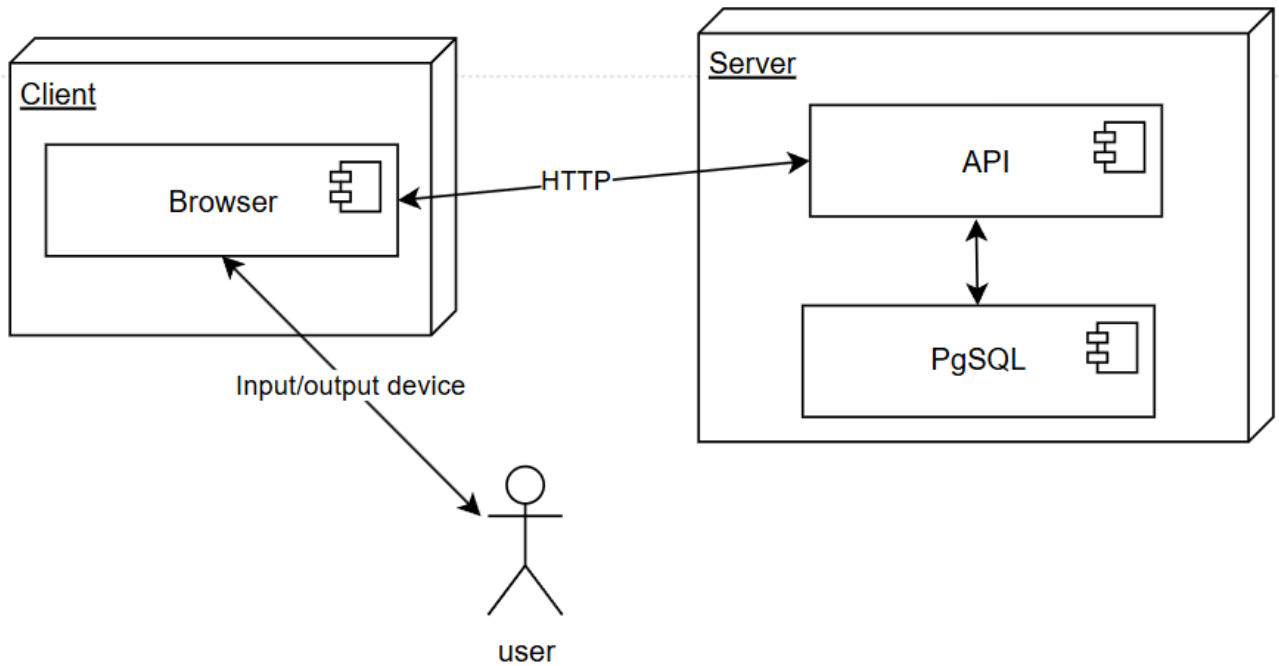 Client
Browser
HTTP
Server
API
PgSQL
Input/output device
user